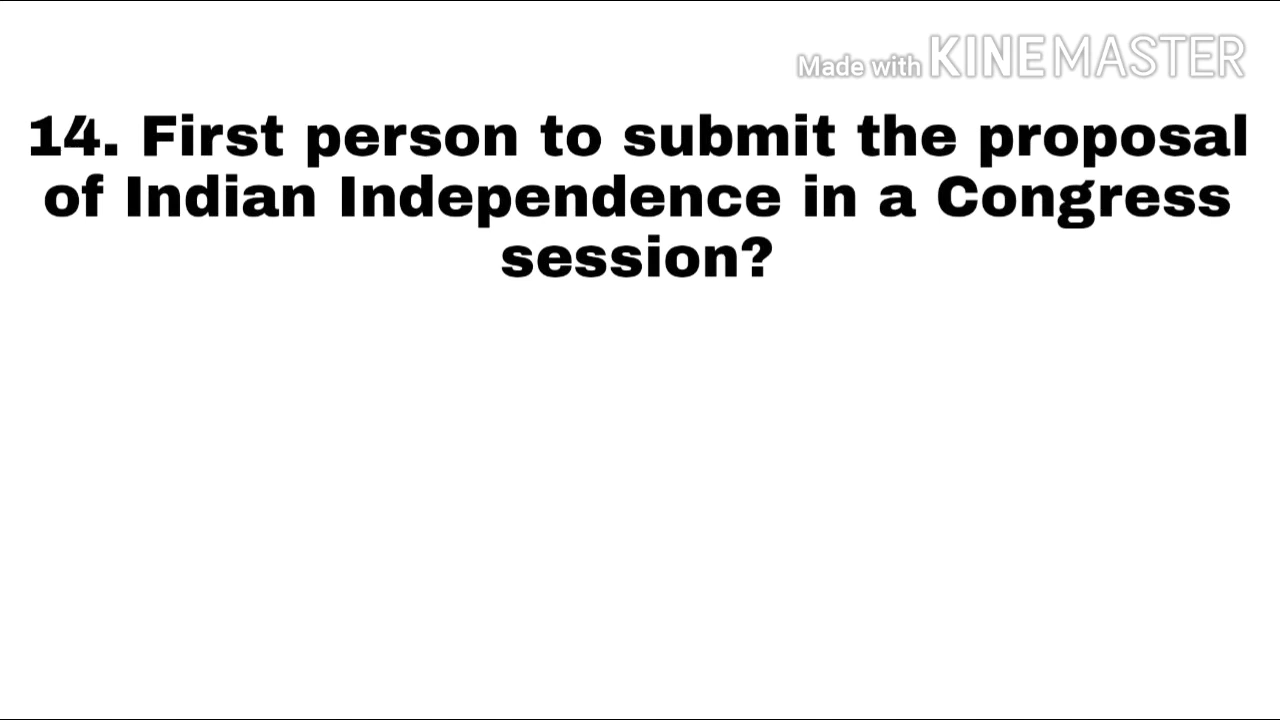 Made with KINEMASTER
14. First person to submit the proposal
of Indian Independence in a Congress
session?